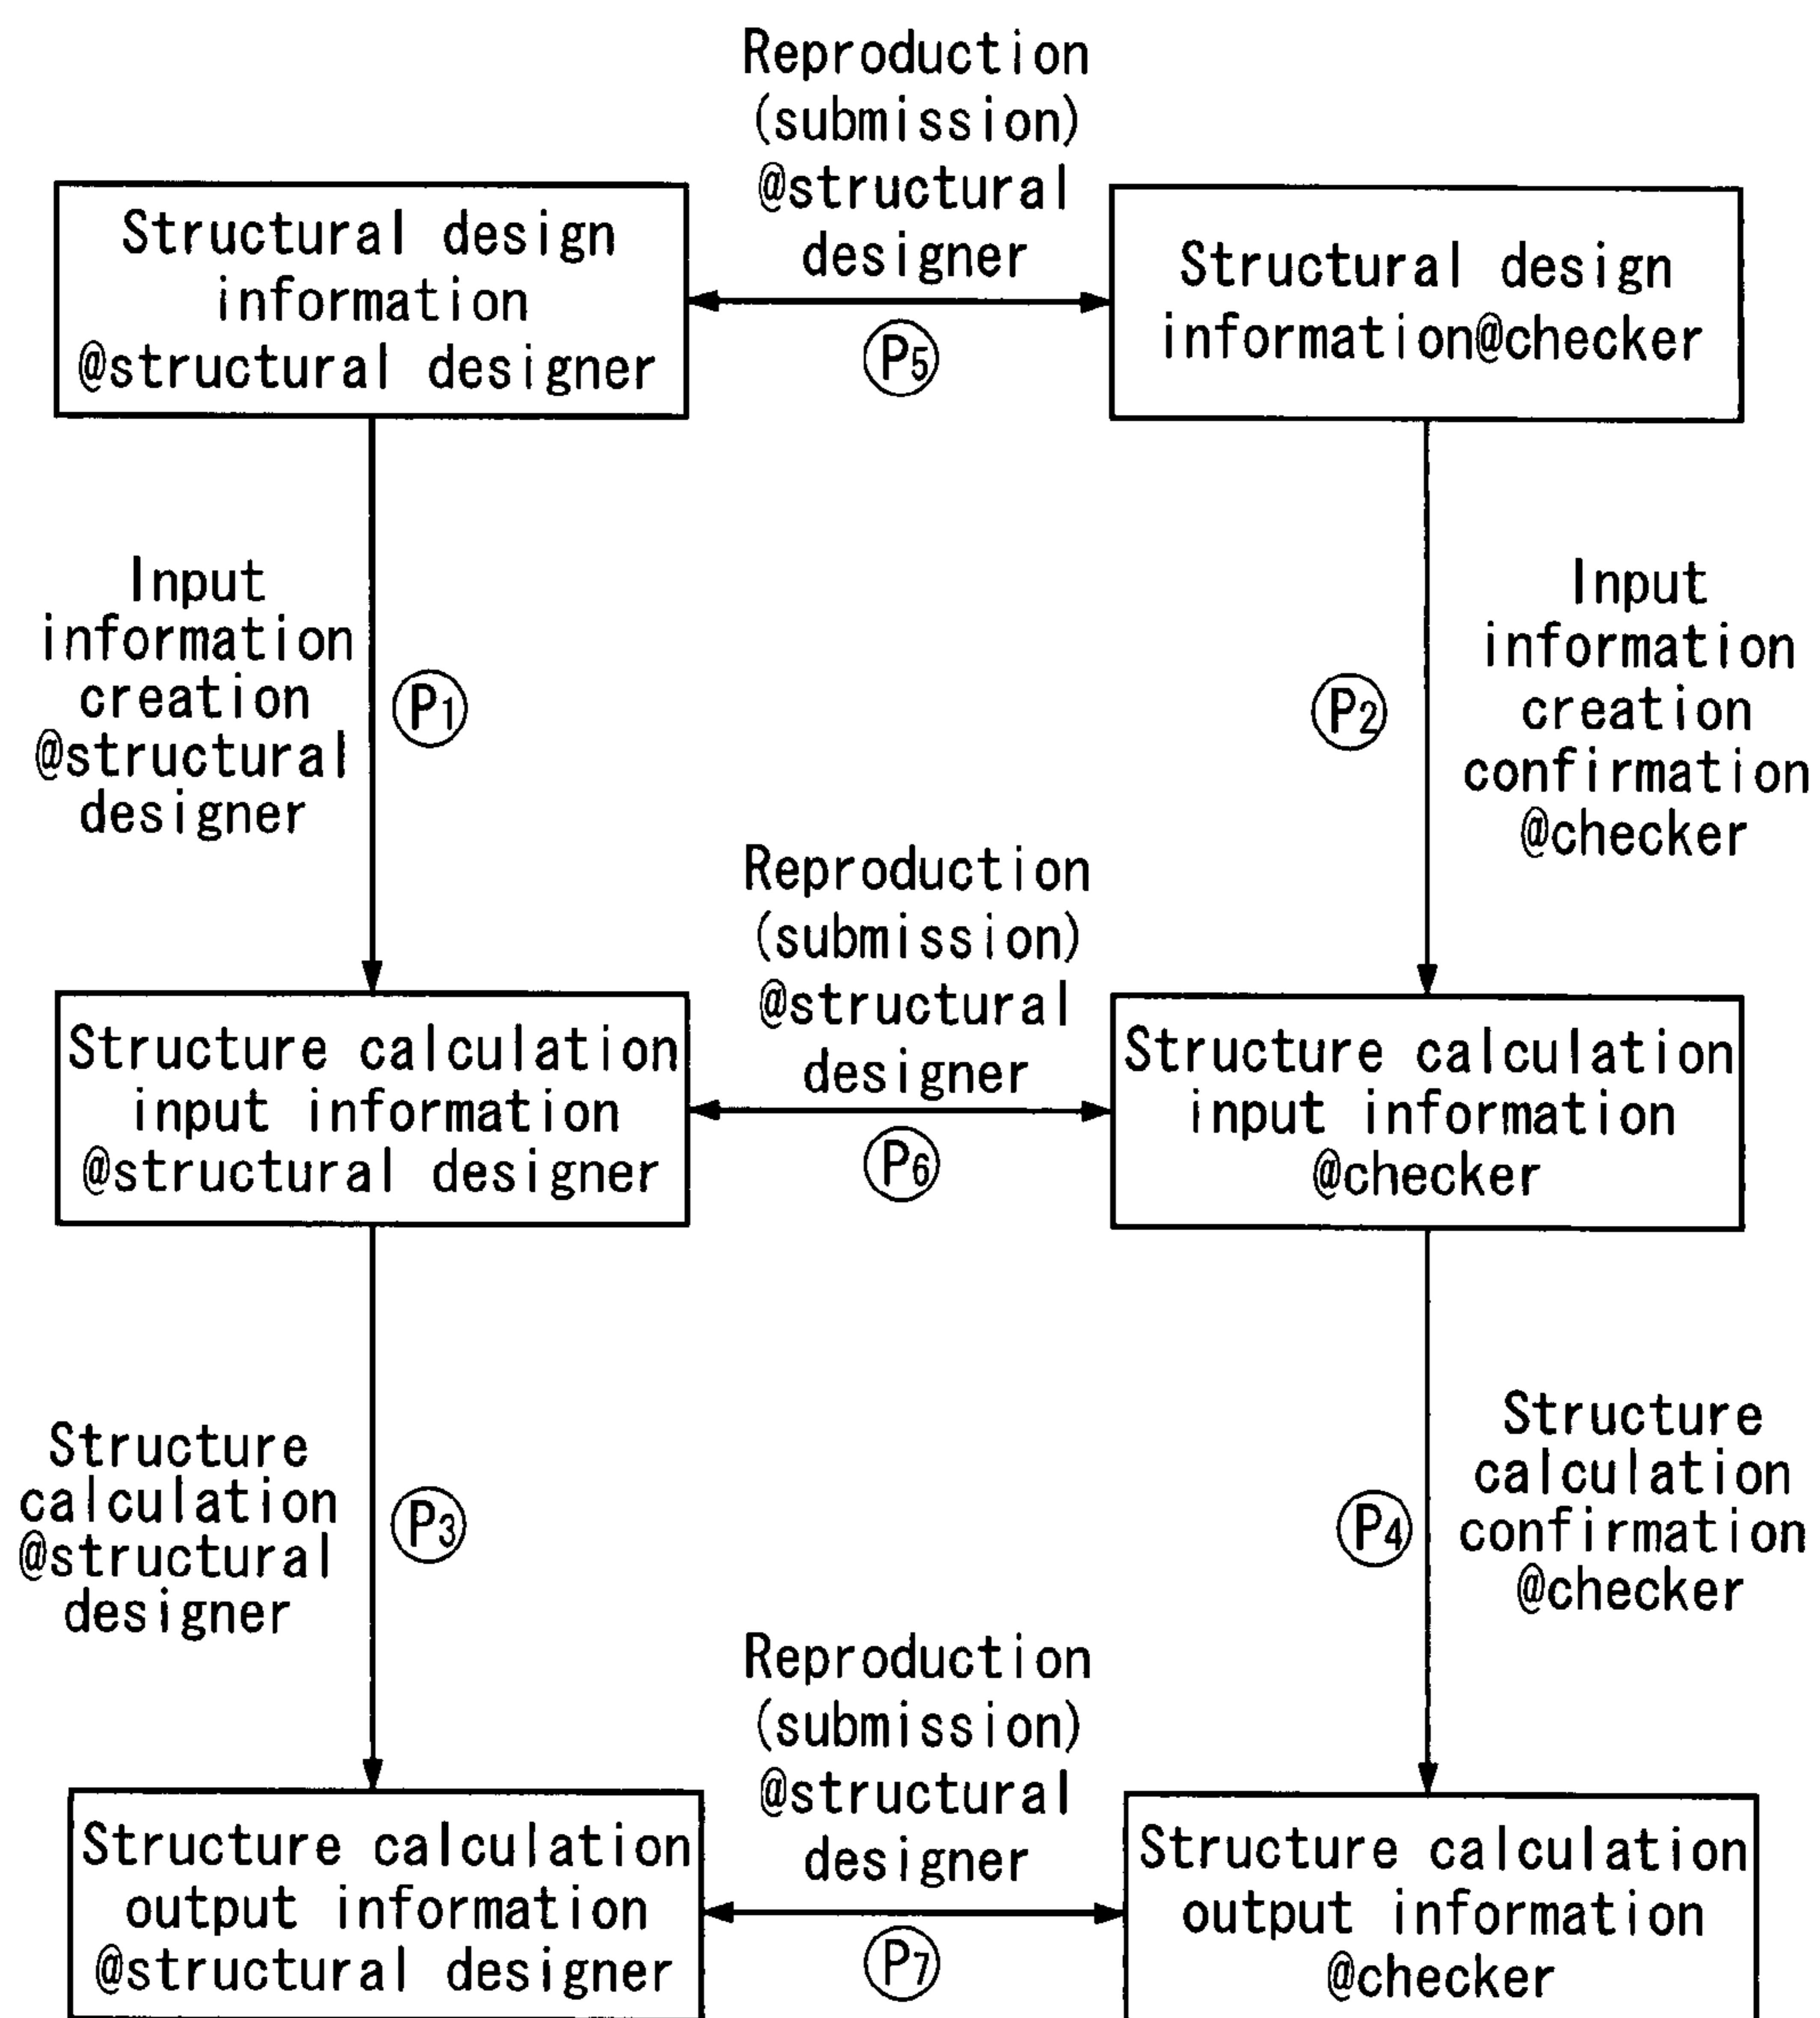 Reproduction
(submission)
@structural
designer
Structural design
information
@structural designer
P5
Structural design
information@checker
Input
information
creation
@structural
designer
P1
P2
Input
information
creation
confirmation
@checker
Reproduction
(submission)
@structural
designer
Structure calculation
input information
@structural designer
P6
Structure calculation
input information
@checker
Structure
calculation
@structural
designer
P3
P4
Structure
calculation
confirmation
@checker
Reproduction
(submission)
@structural
designer
Structure calculation
output information
@structural designer
P7
Structure calculation
output information
@checker